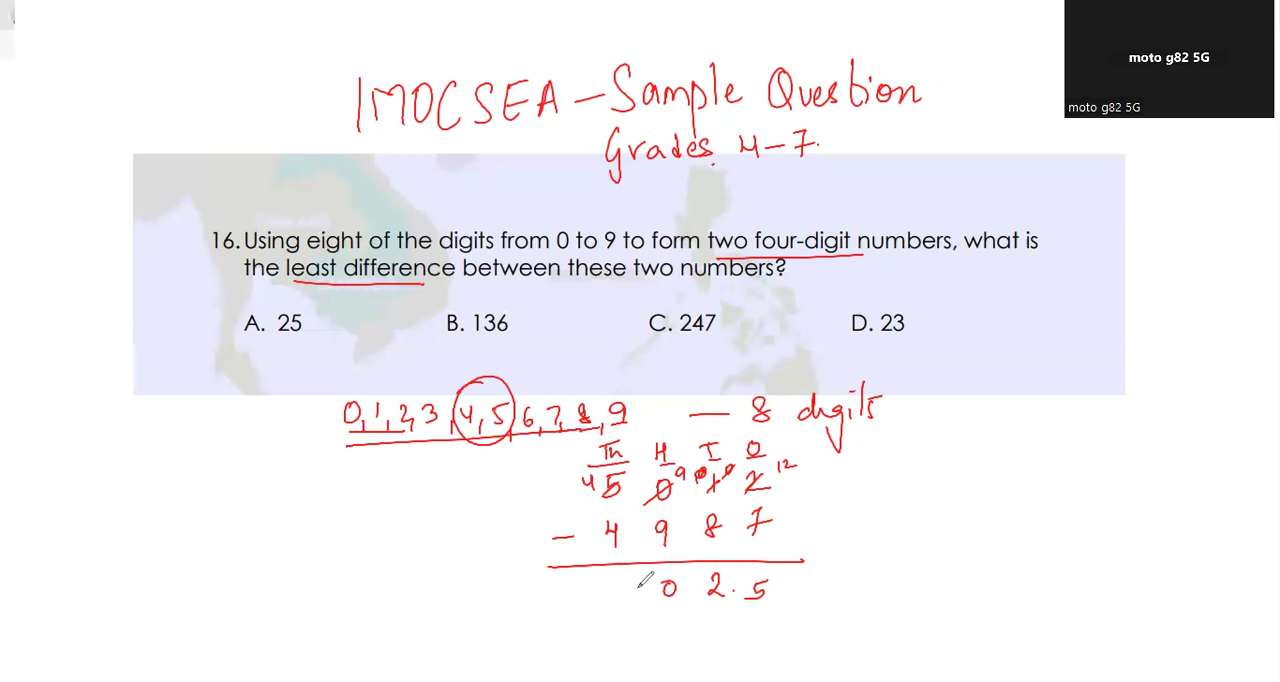 moto g82 5G
moto g82 5G
IMOCSEA - Sample Question
Grades 4-7.
16. Using eight of the digits from 0 to 9 to form two four-digit numbers, what is
the least difference between these two numbers?
A. 25 B. 136 C. 247 D. 23
0,1,2,3,4,5,6,7,8,9 — 8 digits
Th H T O
4 9 12
5 0 1 2
- 4 9 8 7
0 2.5